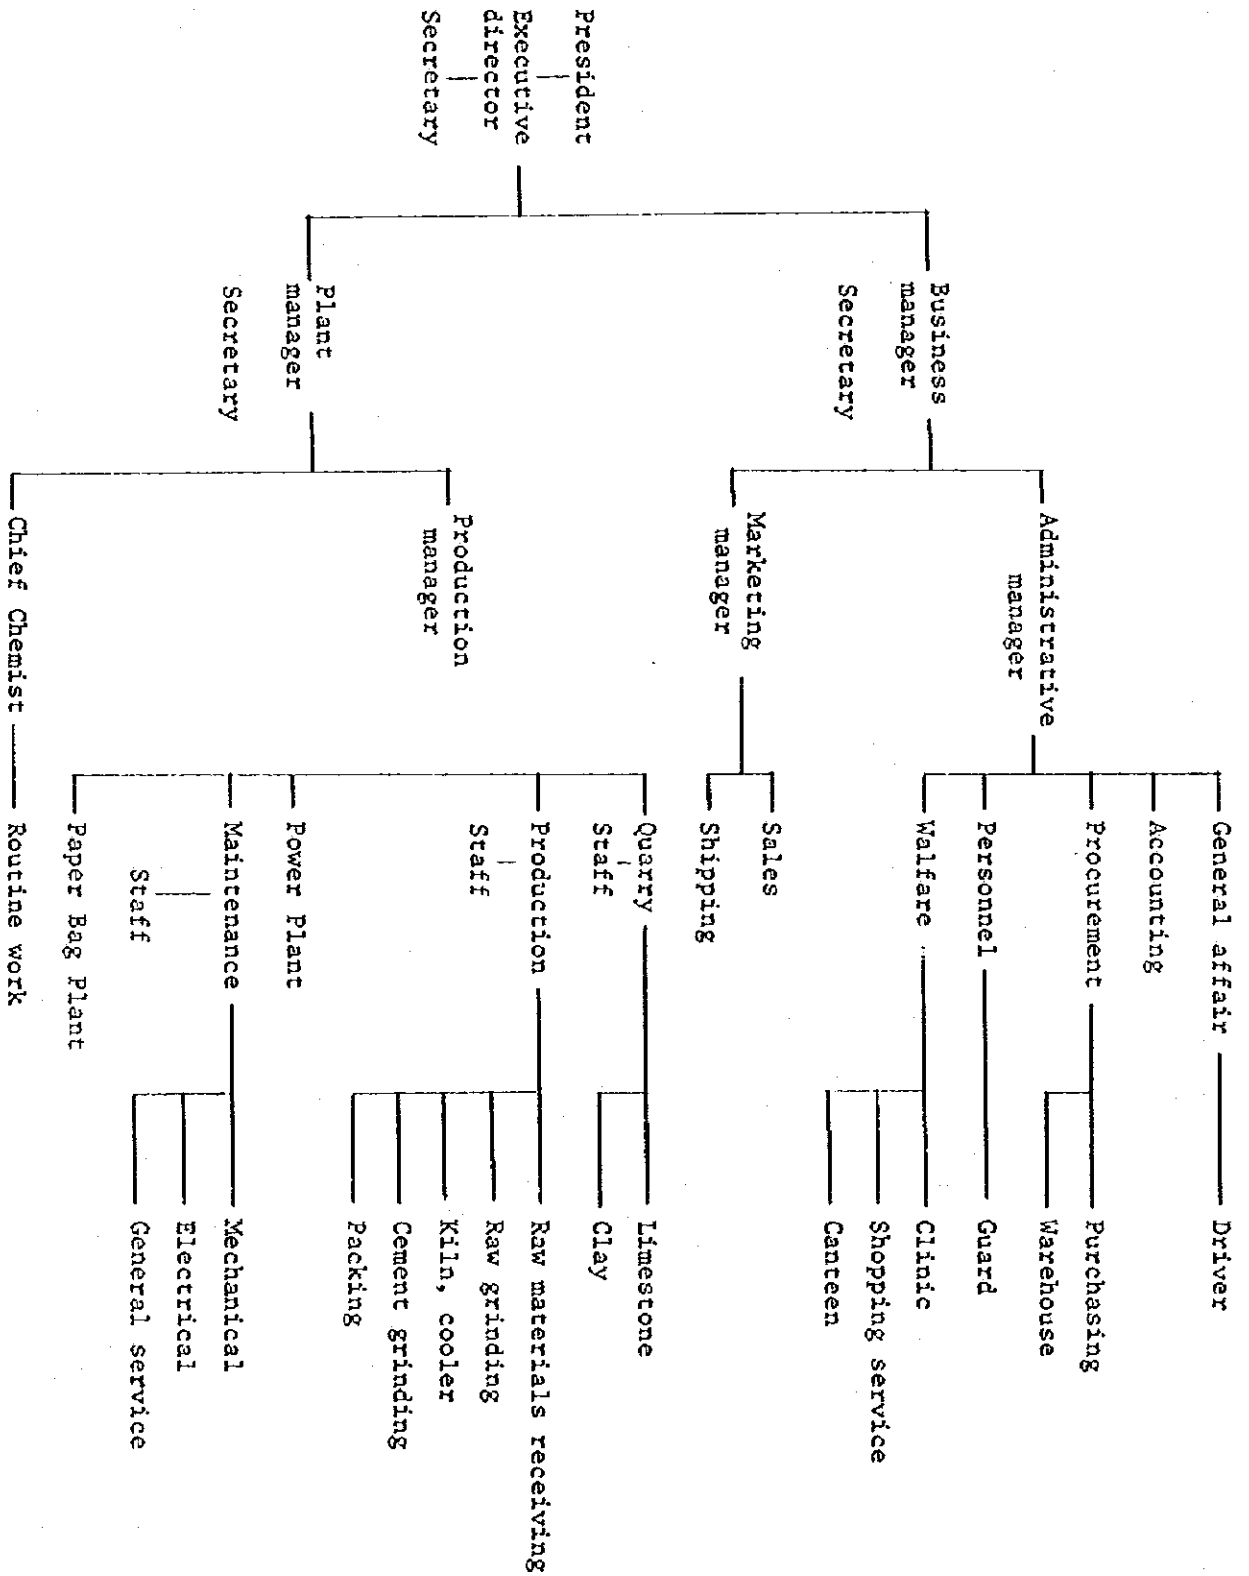 President
Executive
director
Secretary
Business
manager
Secretary
Plant
manager
Secretary
Administrative
manager
Marketing
manager
Production
manager
Chief Chemist
General affair
Accounting
Procurement
Personnel
Walfare
Sales
Shipping
Quarry
Staff
Production
Staff
Power Plant
Maintenance
Staff
Paper Bag Plant
Routine work
Driver
Purchasing
Warehouse
Guard
Clinic
Shopping service
Canteen
Limestone
Clay
Raw materials receiving
Raw grinding
Kiln, cooler
Cement grinding
Packing
Mechanical
Electrical
General service